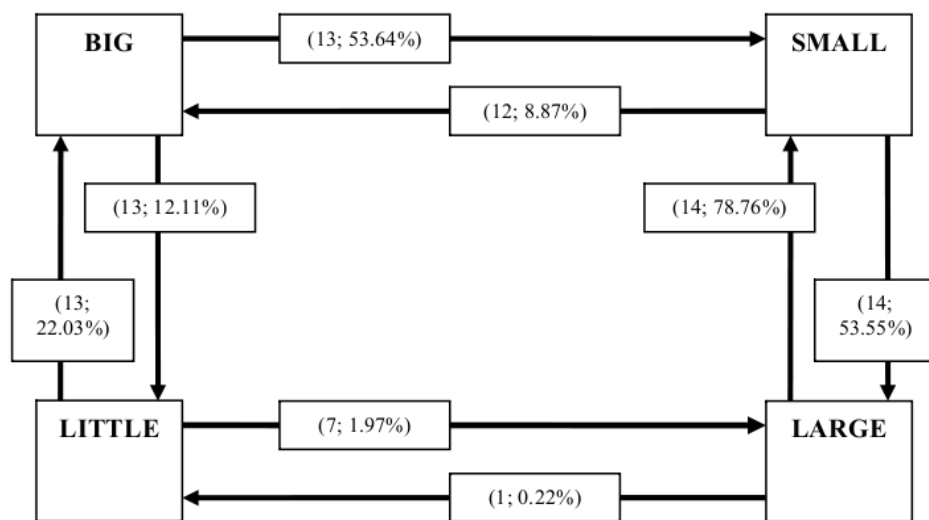 BIG
(13; 53.64%)
SMALL
(12; 8.87%)
(13; 12.11%)
(14; 78.76%)
(13;
22.03%)
(14;
53.55%)
LITTLE
(7; 1.97%)
LARGE
(1; 0.22%)